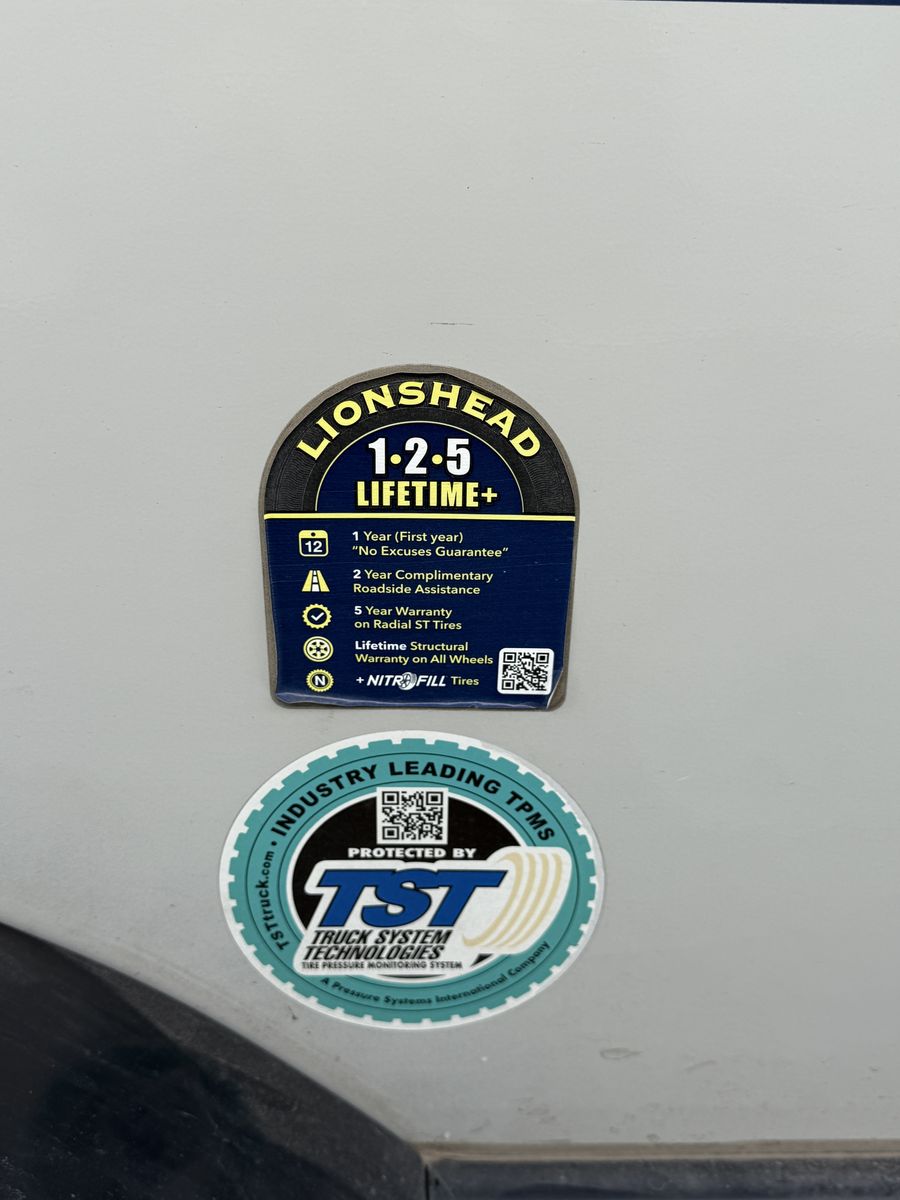 LIONSHEAD
1•2•5
LIFETIME+
12
1 Year (First year)
"No Excuses Guarantee"
2 Year Complimentary
Roadside Assistance
5 Year Warranty
on Radial ST Tires
Lifetime Structural
Warranty on All Wheels
N
+ NITROFILL Tires
TSTtruck.com • INDUSTRY LEADING TPMS
PROTECTED BY
TST
TRUCK SYSTEM
TECHNOLOGIES
TIRE PRESSURE MONITORING SYSTEM
A Pressure Systems International Company